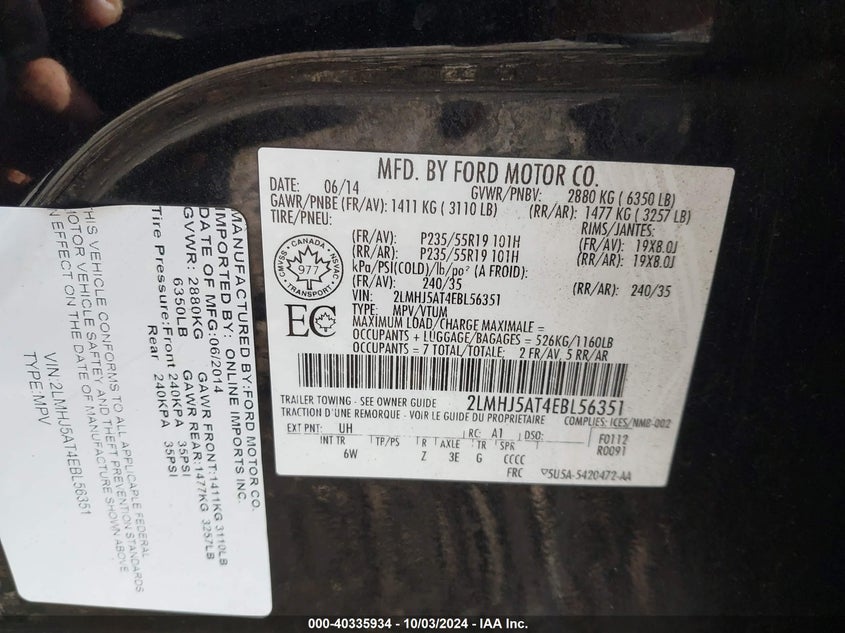 MFD. BY FORD MOTOR CO.
DATE: 06/14 GVWR/PNBV: 2880 KG ( 6350 LB)
GAWR/PNBE (FR/AV): 1411 KG ( 3110 LB) (RR/AR): 1477 KG ( 3257 LB)
TIRE/PNEU: RIMS/JANTES:
(FR/AV): P235/55R19 101H (FR/AV): 19X8.0J
(RR/AR): P235/55R19 101H (RR/AR): 19X8.0J
kPa/PSI(COLD)/lb/po² (A FROID):
(FR/AV): 240/35 (RR/AR): 240/35
VIN: 2LMHJ5AT4EBL56351
TYPE: MPV/VTUM
MAXIMUM LOAD/CHARGE MAXIMALE =
OCCUPANTS + LUGGAGE/BAGAGES = 526KG/1160LB
OCCUPANTS = 7 TOTAL/TOTALE: 2 FR/AV, 5 RR/AR
CANADA
977
TRANSPORT
CVMSS
NSVAC
EC
TRAILER TOWING - SEE OWNER GUIDE
TRACTION D'UNE REMORQUE - VOIR LE GUIDE DU PROPRIETAIRE
2LMHJ5AT4EBL56351
COMPLIES: ICES/NMB-002
EXT PNT: UH RC: A1 DSO: F0112
INT TR TP/PS R AXLE TR SPR R0091
6W Z 3E G CCCC
FRC 5U5A-5420472-AA
MANUFACTURED BY:FORD MOTOR CO.
IMPORTED BY: ONLINE IMPORTS INC.
DATE OF MFG:06/2014
GVWR: 2880KG GAWR FRONT:1411KG 3110LB
6350LB GAWR REAR:1477KG 3257LB
Tire Pressure:Front 240KPA 35PSI
Rear 240KPA 35PSI
THIS VEHICLE CONFORMS TO ALL APPLICABLE FEDERAL
MOTOR VEHICLE SAFTEY AND THEFT PREVENTION STANDARDS
N EFFECT ON THE DATE OF MANUFACTURE SHOWN ABOVE
VIN:2LMHJ5AT4EBL56351
TYPE:MPV
000-40335934 - 10/03/2024 - IAA Inc.